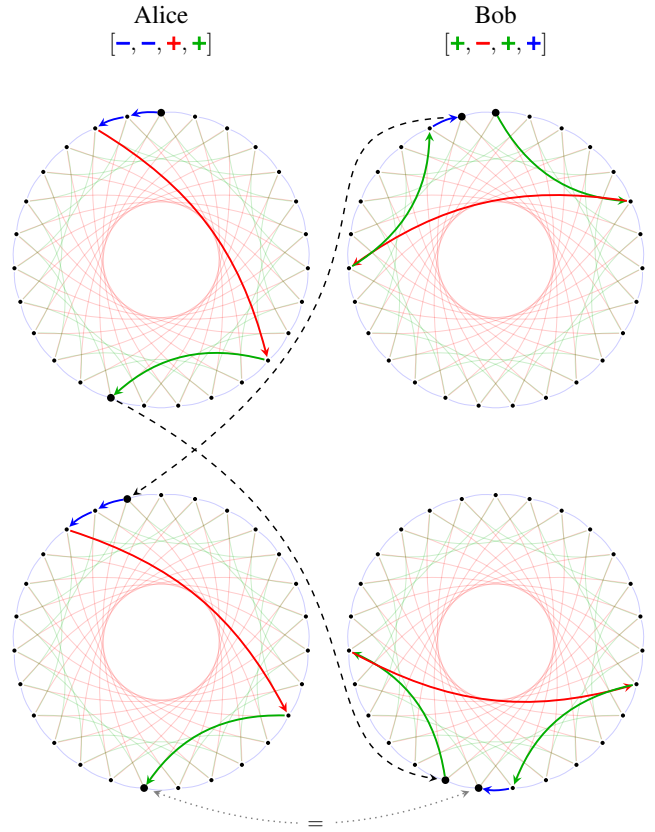 Alice
Bob
[−, −, +, +]
[+, −, +, +]
=